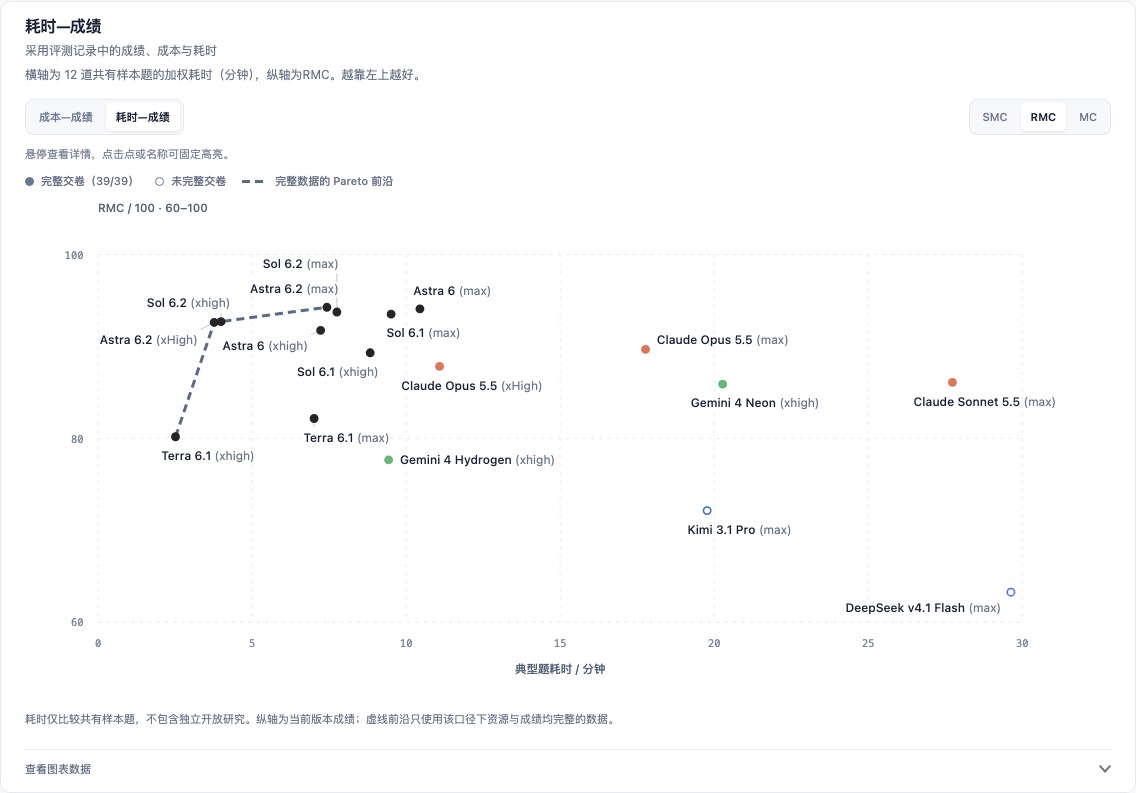 耗时—成绩
采用评测记录中的成绩、成本与耗时
横轴为 12 道共有样本题的加权耗时（分钟），纵轴为RMC。越靠左上越好。
成本—成绩
耗时—成绩
SMC
RMC
MC
悬停查看详情，点击点或名称可固定高亮。
完整交卷（39/39）
未完整交卷
完整数据的 Pareto 前沿
RMC / 100 · 60–100
100
Sol 6.2 (max)
Astra 6.2 (max)
Astra 6 (max)
Sol 6.2 (xhigh)
Sol 6.1 (max)
Astra 6.2 (xHigh)
Astra 6 (xhigh)
Claude Opus 5.5 (max)
Sol 6.1 (xhigh)
Claude Opus 5.5 (xHigh)
Gemini 4 Neon (xhigh)
Claude Sonnet 5.5 (max)
80
Terra 6.1 (max)
Terra 6.1 (xhigh)
Gemini 4 Hydrogen (xhigh)
Kimi 3.1 Pro (max)
DeepSeek v4.1 Flash (max)
60
0
5
10
15
20
25
30
典型题耗时 / 分钟
耗时仅比较共有样本题，不包含独立开放研究。纵轴为当前版本成绩；虚线前沿只使用该口径下资源与成绩均完整的数据。
查看图表数据